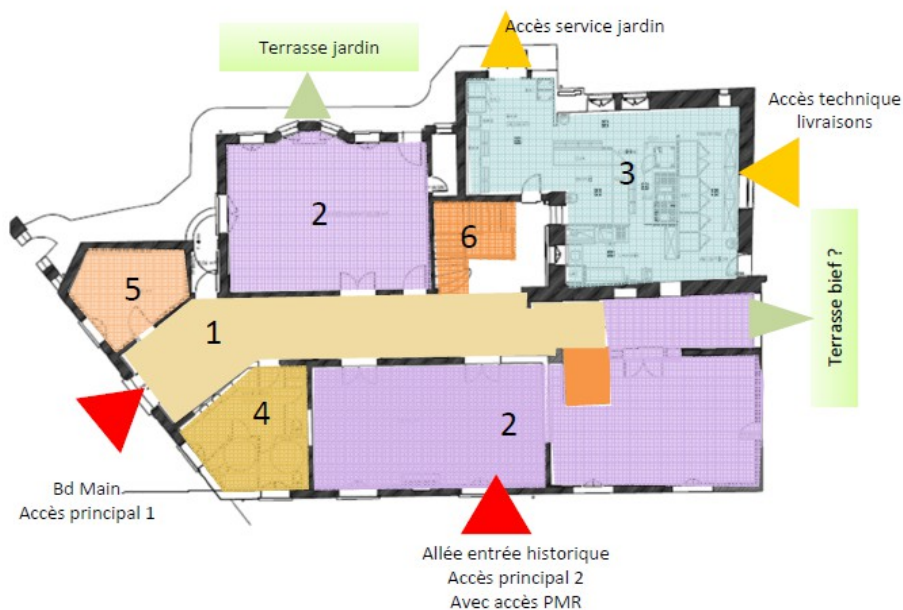 Accès service jardin
Terrasse jardin
Accès technique
livraisons
3
2
6
5
1
Terrasse bief ?
4
2
Bd Main
Accès principal 1
Allée entrée historique
Accès principal 2
Avec accès PMR